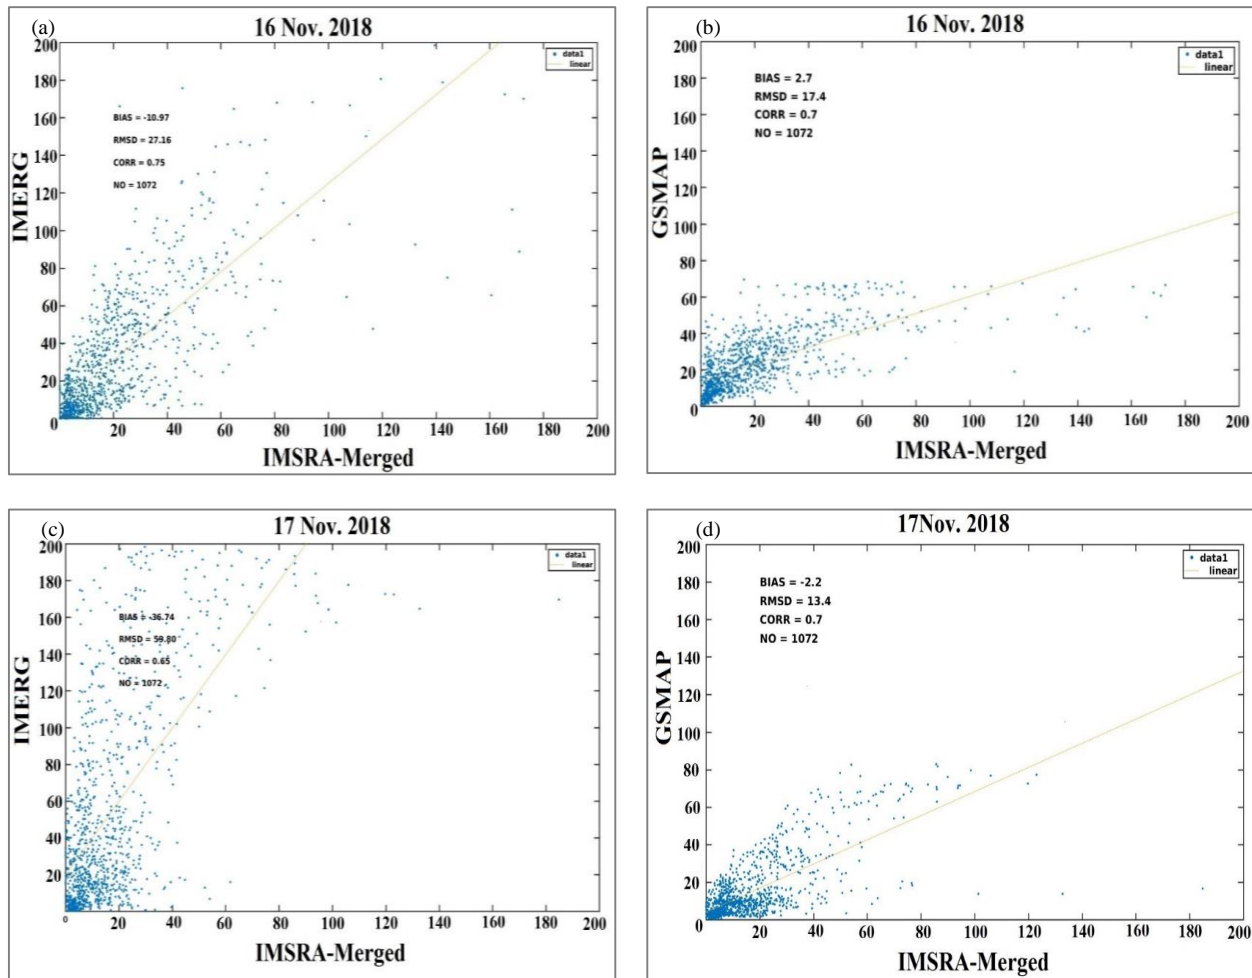 (a)
16 Nov. 2018
200
180
160
140
120
100
80
60
40
20
0
IMERG
data1
linear
BIAS = -10.97
RMSD = 27.16
CORR = 0.75
NO = 1072
20 40 60 80 100 120 140 160 180 200
IMSRA-Merged
(b)
16 Nov. 2018
200
180
160
140
120
100
80
60
40
20
0
GSMAP
data1
linear
BIAS = 2.7
RMSD = 17.4
CORR = 0.7
NO = 1072
20 40 60 80 100 120 140 160 180 200
IMSRA-Merged
(c)
17 Nov. 2018
200
180
160
140
120
100
80
60
40
20
IMERG
data1
linear
BIAS = -36.74
RMSD = 59.80
CORR = 0.65
NO = 1072
0 20 40 60 80 100 120 140 160 180 200
IMSRA-Merged
(d)
17Nov. 2018
200
180
160
140
120
100
80
60
40
20
0
GSMAP
data1
linear
BIAS = -2.2
RMSD = 13.4
CORR = 0.7
NO = 1072
20 40 60 80 100 120 140 160 180 200
IMSRA-Merged